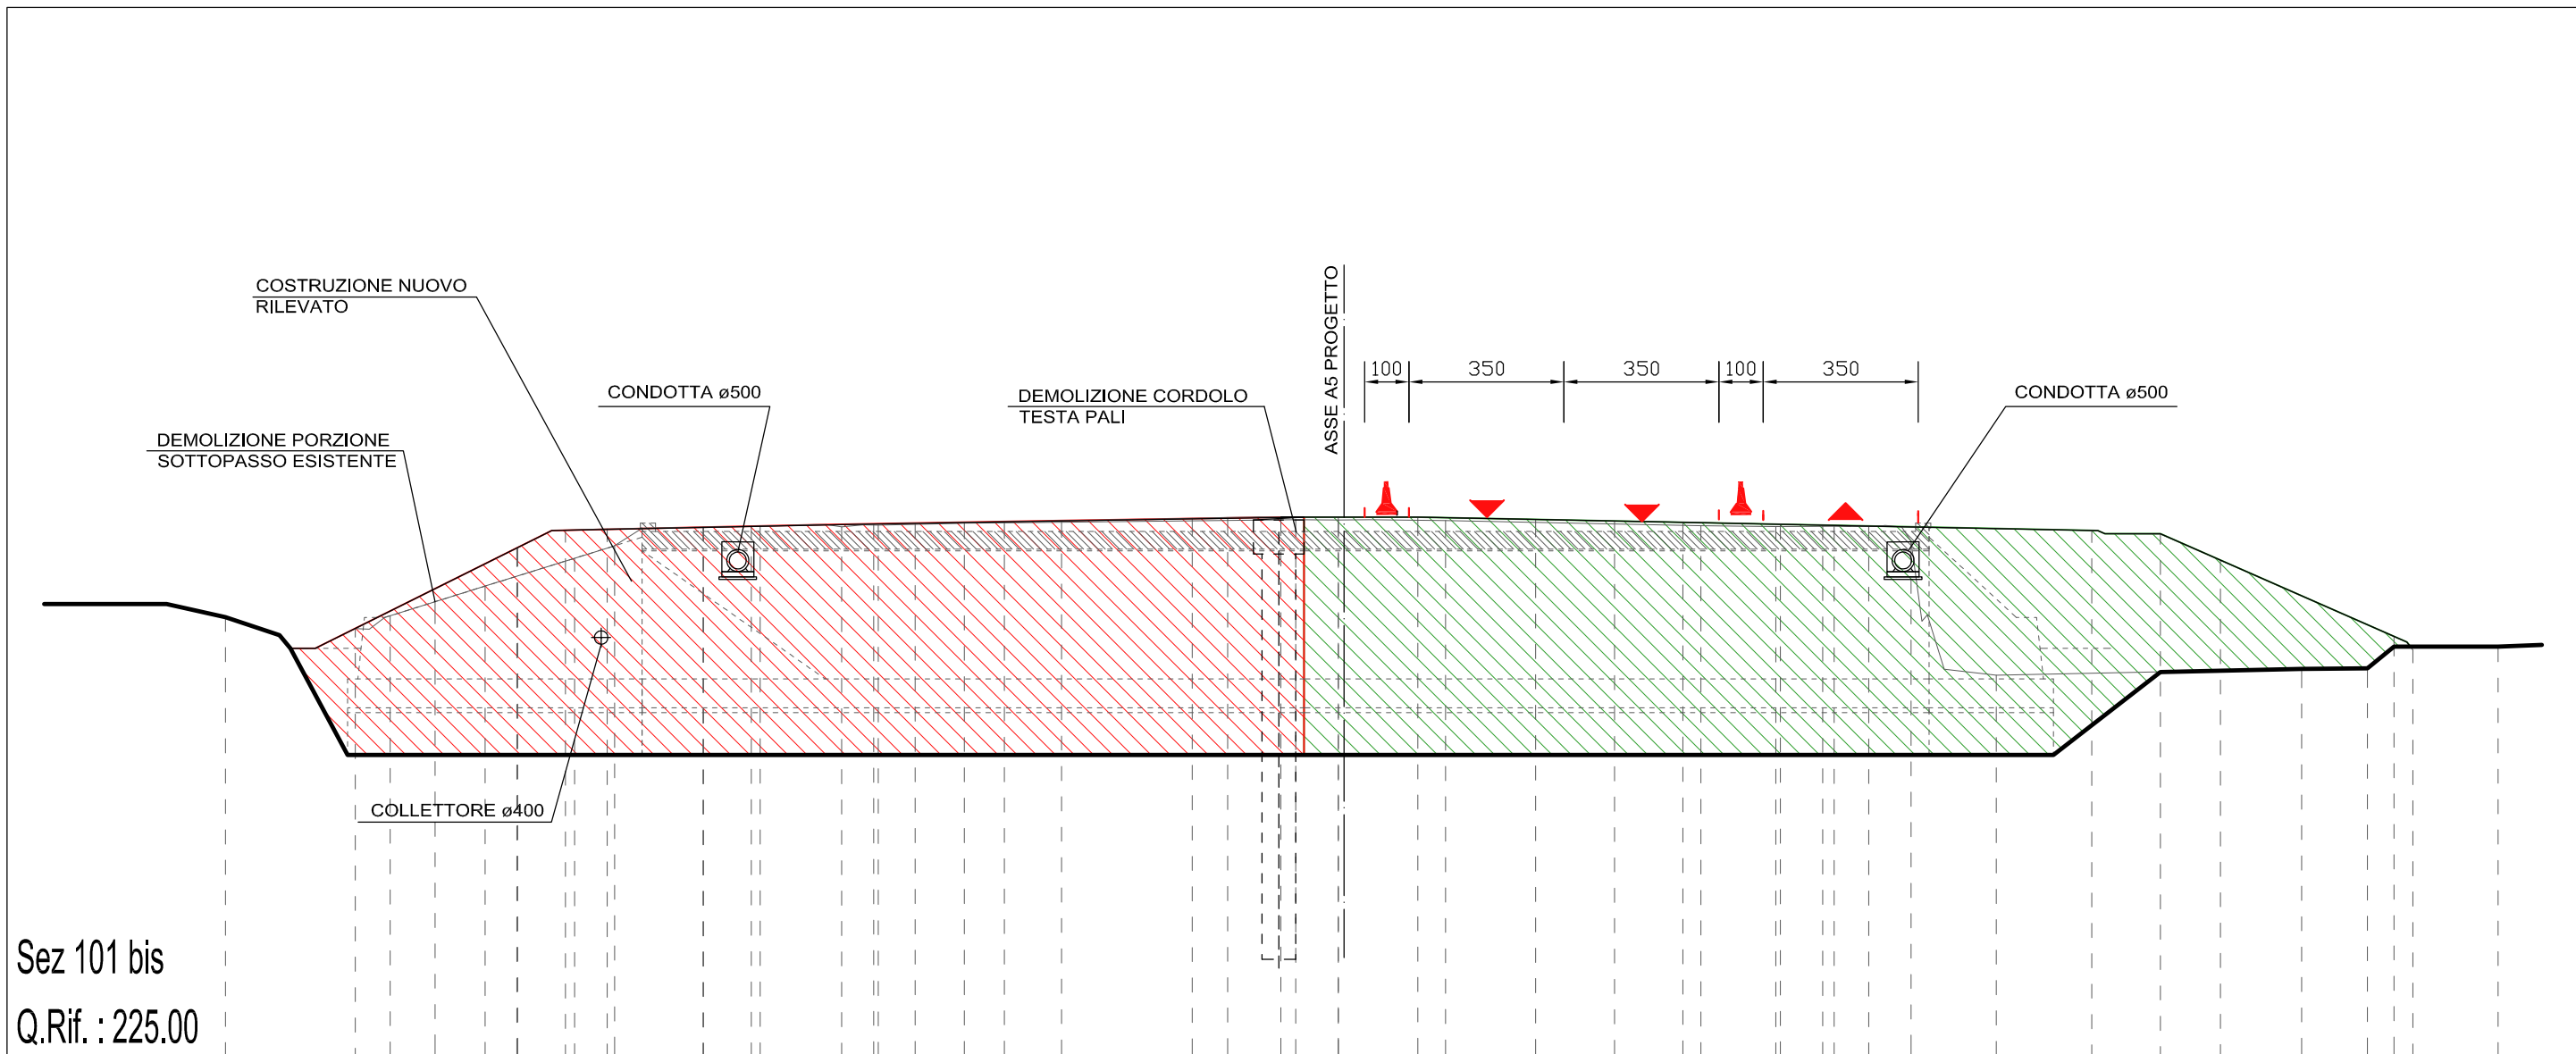 COSTRUZIONE NUOVO
RILEVATO
CONDOTTA ø500
DEMOLIZIONE PORZIONE
SOTTOPASSO ESISTENTE
DEMOLIZIONE CORDOLO
TESTA PALI
ASSE A5 PROGETTO
100 350 350 100 350
CONDOTTA ø500
COLLETTORE ø400
Sez 101 bis
Q.Rif. : 225.00